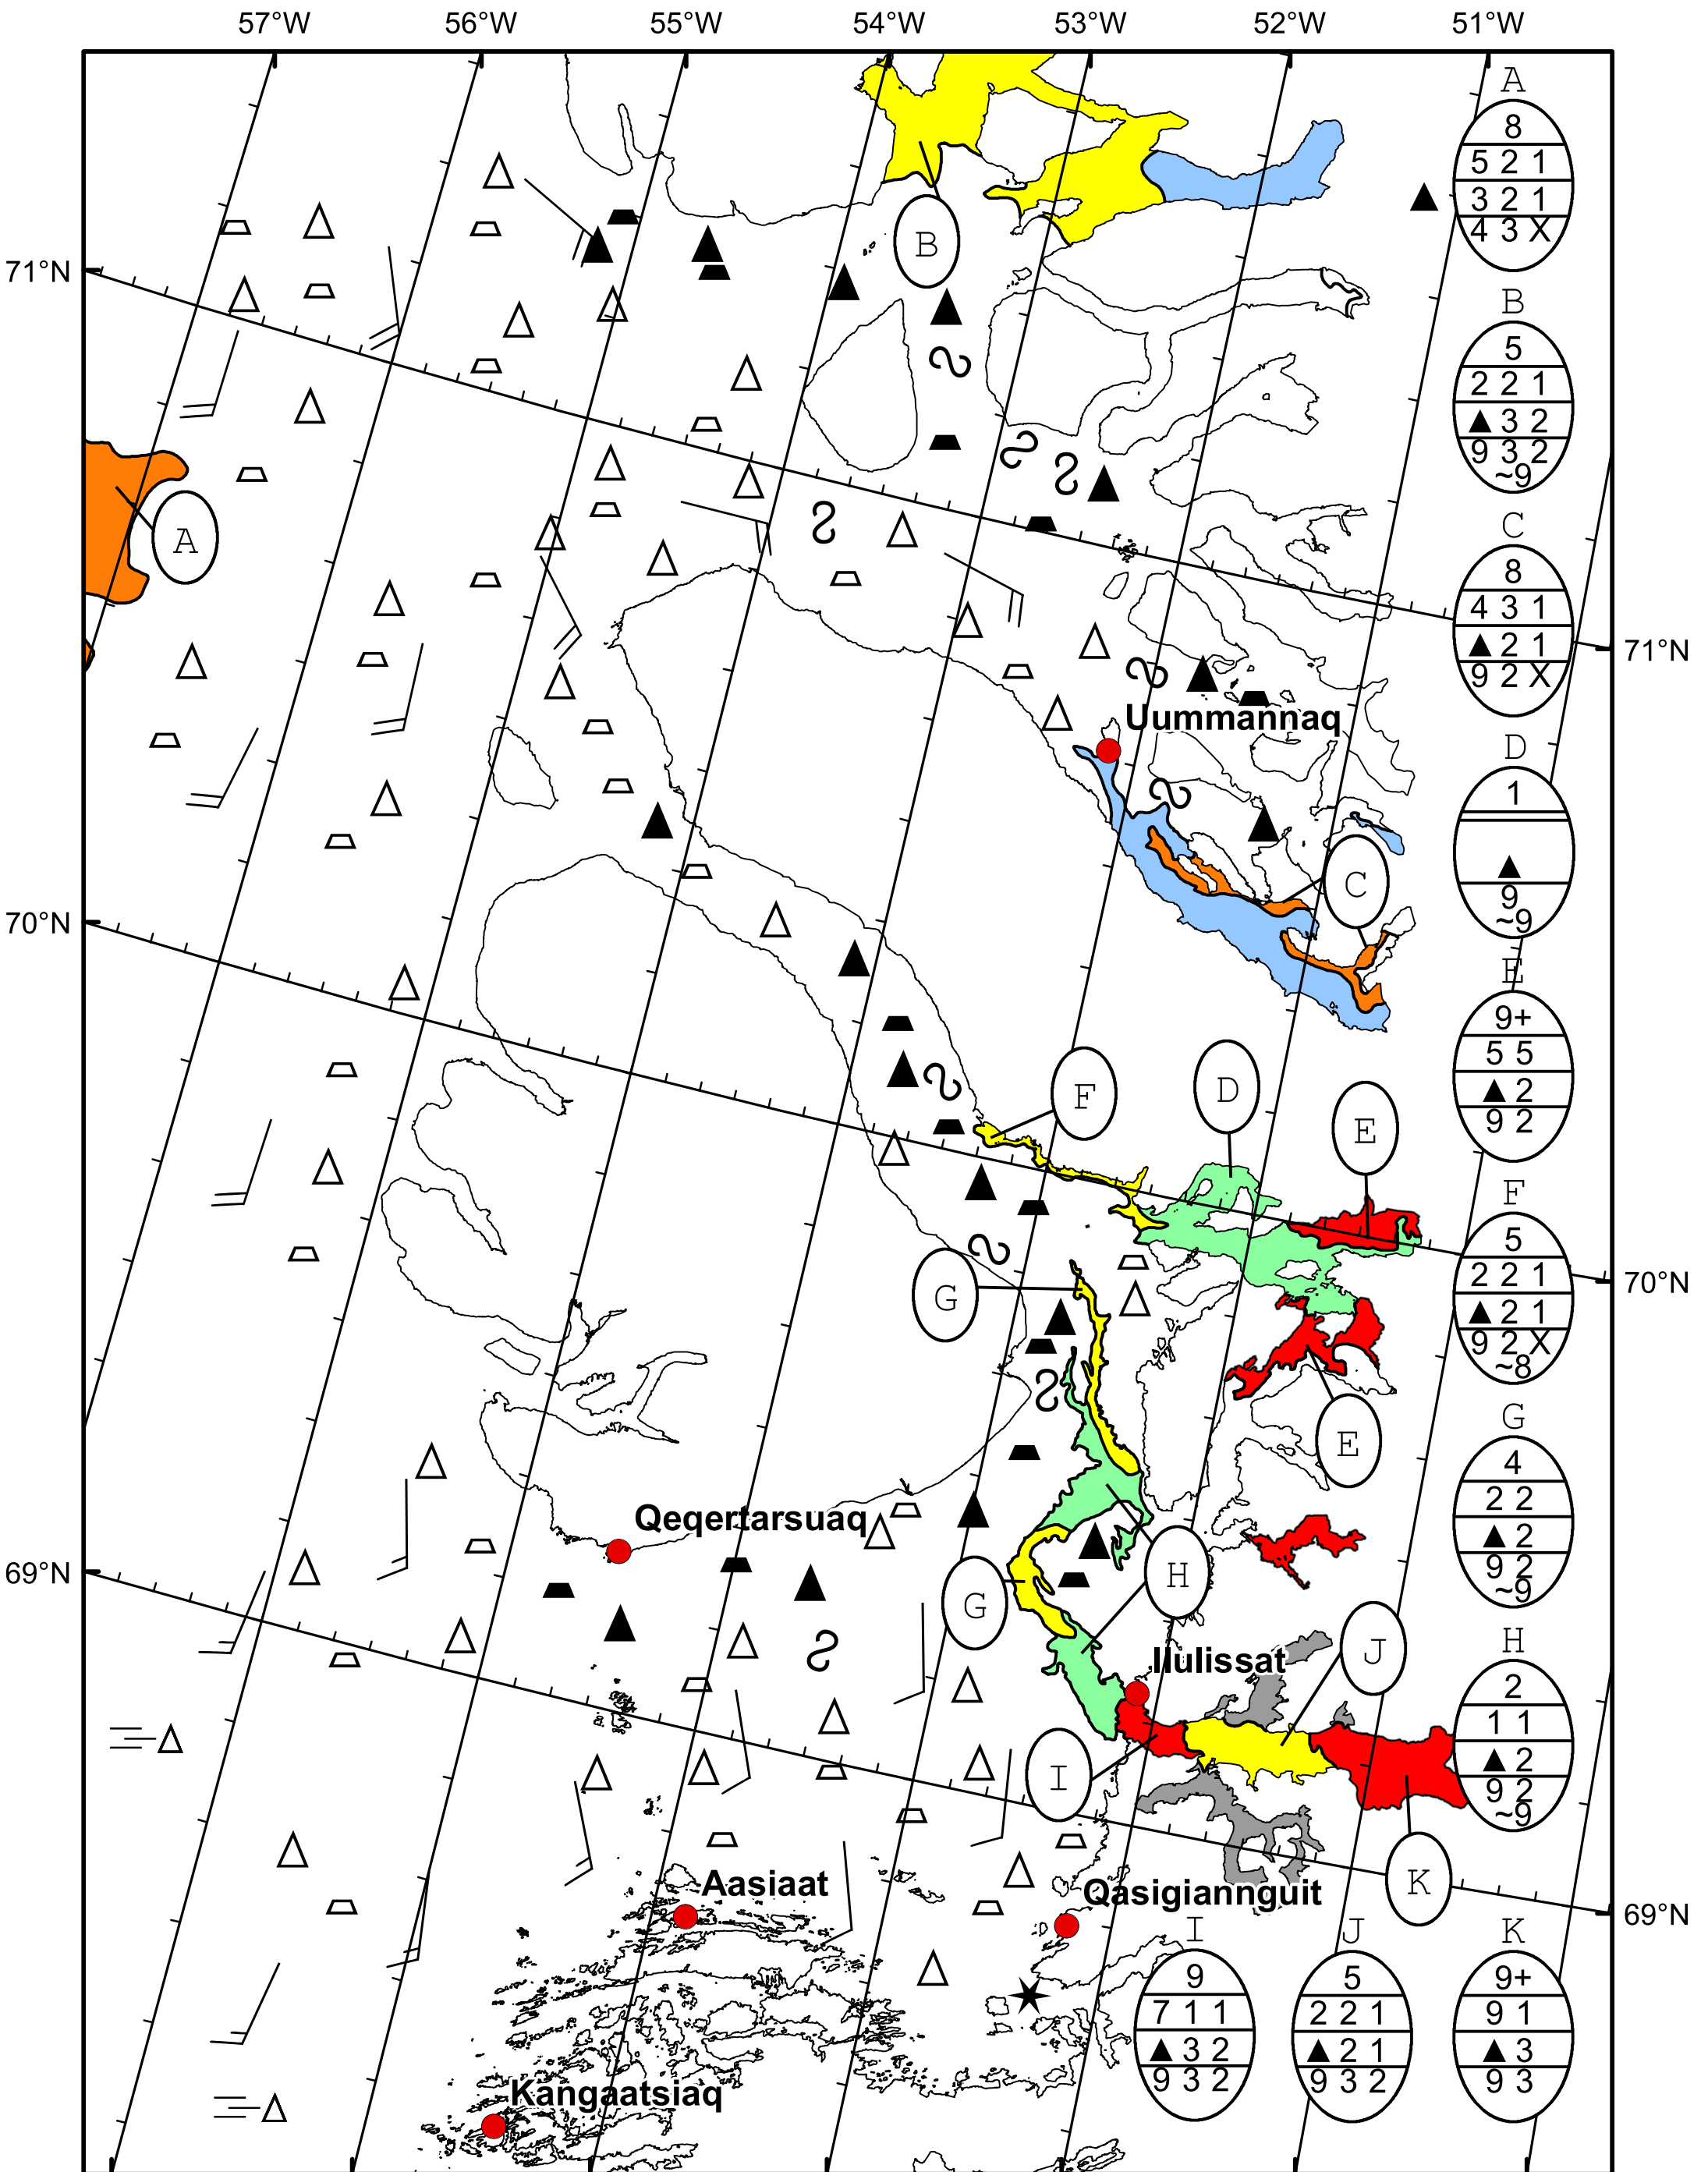 57°W 56°W 55°W 54°W 53°W 52°W 51°W
A
8
5 2 1
3 2 1
4 3 X
B
71°N
B
5
2 2 1
▲ 3 2
9 3 2
~9
A
C
8
4 3 1
▲ 2 1
9 2 X
71°N
Uummannaq
D
1
▲
9
~9
C
70°N
E
9+
5 5
▲ 2
9 2
F
D
E
F
5
2 2 1
▲ 2 1
9 2 X
~8
70°N
G
E
G
4
2 2
▲ 2
9 2
~9
Qeqertarsuaq
69°N
H
G
Ilulissat
J
H
2
1 1
▲ 2
9 2
~9
I
K
Aasiaat
Qasigiannguit
69°N
I
9
7 1 1
▲ 3 2
9 3 2
J
5
2 2 1
▲ 2 1
9 3 2
K
9+
9 1
▲ 3
9 3
Kangaatsiaq